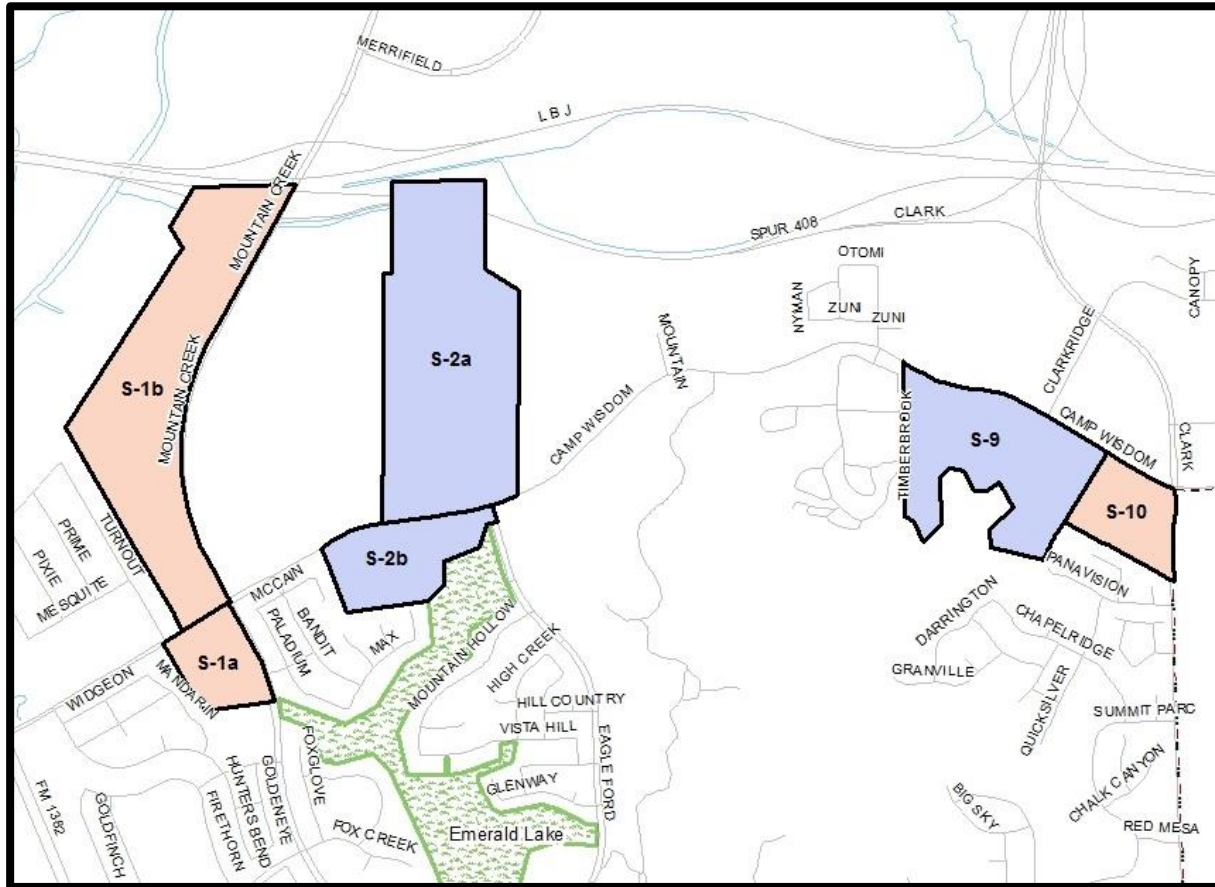 MERRIFIELD
L B J
MOUNTAIN CREEK
CLARK
SPUR 408
OTOMI
CANOPY
NYMAN
ZUNI
ZUNI
MOUNTAIN
CLARKRIDGE
S-1b
S-2a
MOUNTAIN CREEK
CAMP WISDOM
TIMBERBROOK
S-9
CAMP WISDOM
CLARK
S-10
TURNOUT
PRIME
PIXIE
MESQUITE
MCCAIN
S-2b
PANAVISION
BANDIT
PALADIUM
MAX
MOUNTAIN HOLLOW
HIGH CREEK
DARRINGTON
CHAPELRIDGE
S-1a
WIDGEON
MANDARIN
GRANVILLE
QUICKSILVER
HILL COUNTRY
SUMMIT PARC
VISTA HILL
FOXGLOVE
EAGLE FORD
GOLDENEYE
HUNTERS BEND
FIRETHORN
GOLDFINCH
FM 1382
GLENWAY
CHALK CANYON
BIG SKY
FOX CREEK
Emerald Lake
RED MESA